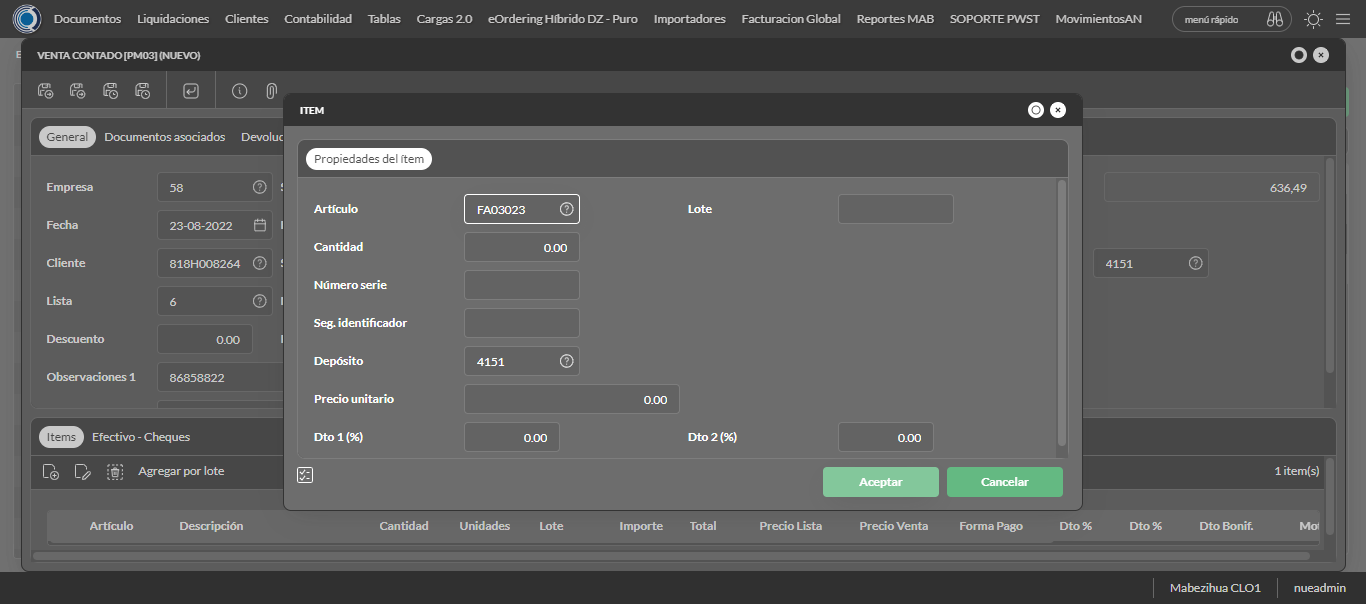 Documentos Liquidaciones Clientes Contabilidad Tablas Cargas 2.0 eOrdering Híbrido DZ - Puro Importadores Facturacion Global Reportes MAB SOPORTE PWST MovimientosAN menú rápido
VENTA CONTADO [PM03] (NUEVO)
ITEM
General Documentos asociados Devoluc
Propiedades del ítem
Empresa 58
636,49
Artículo FA03023 Lote
Fecha 23-08-2022
Cantidad 0.00
Cliente 818H008264
4151
Número serie
Lista 6
Seg. identificador
Descuento 0.00
Depósito 4151
Observaciones 1 86858822
Precio unitario 0.00
Items Efectivo - Cheques
Dto 1 (%) 0.00 Dto 2 (%) 0.00
Agregar por lote 1 item(s)
Aceptar Cancelar
Artículo Descripción Cantidad Unidades Lote Importe Total Precio Lista Precio Venta Forma Pago Dto % Dto % Dto Bonif. Mot
Mabezihua CLO1 nueadmin